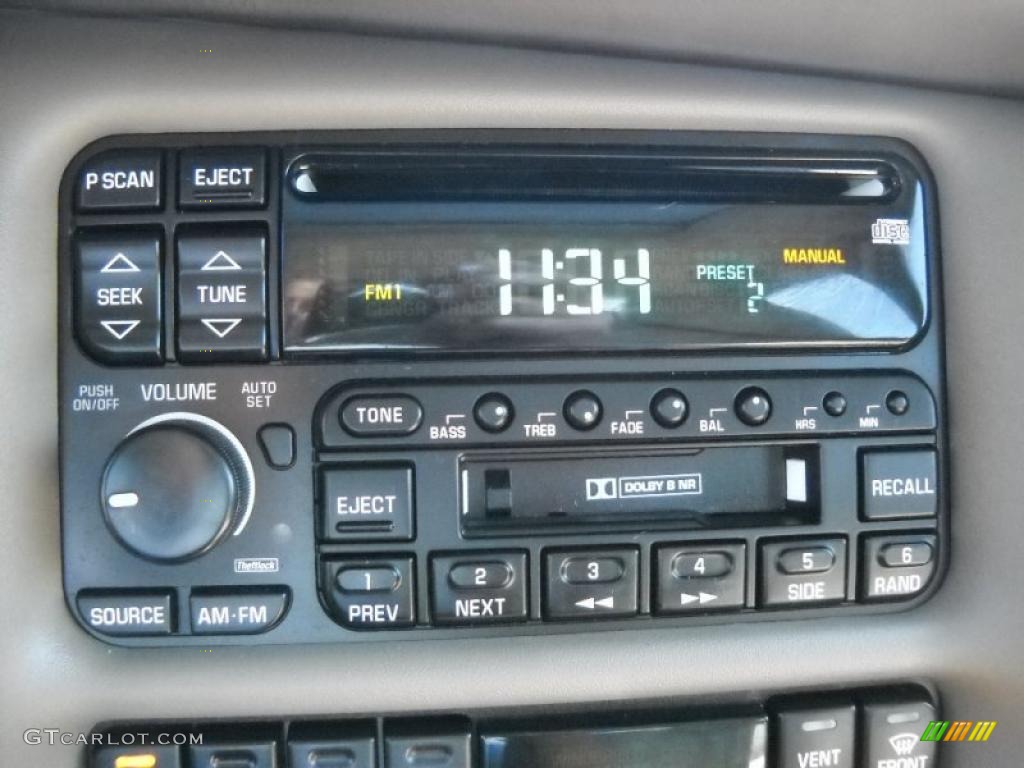 P SCAN
EJECT
disc
SEEK
TUNE
FM1
11:34
PRESET
2
MANUAL
PUSH
ON/OFF
VOLUME
AUTO
SET
TONE
BASS
TREB
FADE
BAL
HRS
MIN
EJECT
DOLBY B NR
RECALL
Theftlock
1
PREV
2
NEXT
3
4
5
SIDE
6
RAND
SOURCE
AM·FM
VENT
FRONT
GTCARLOT.COM